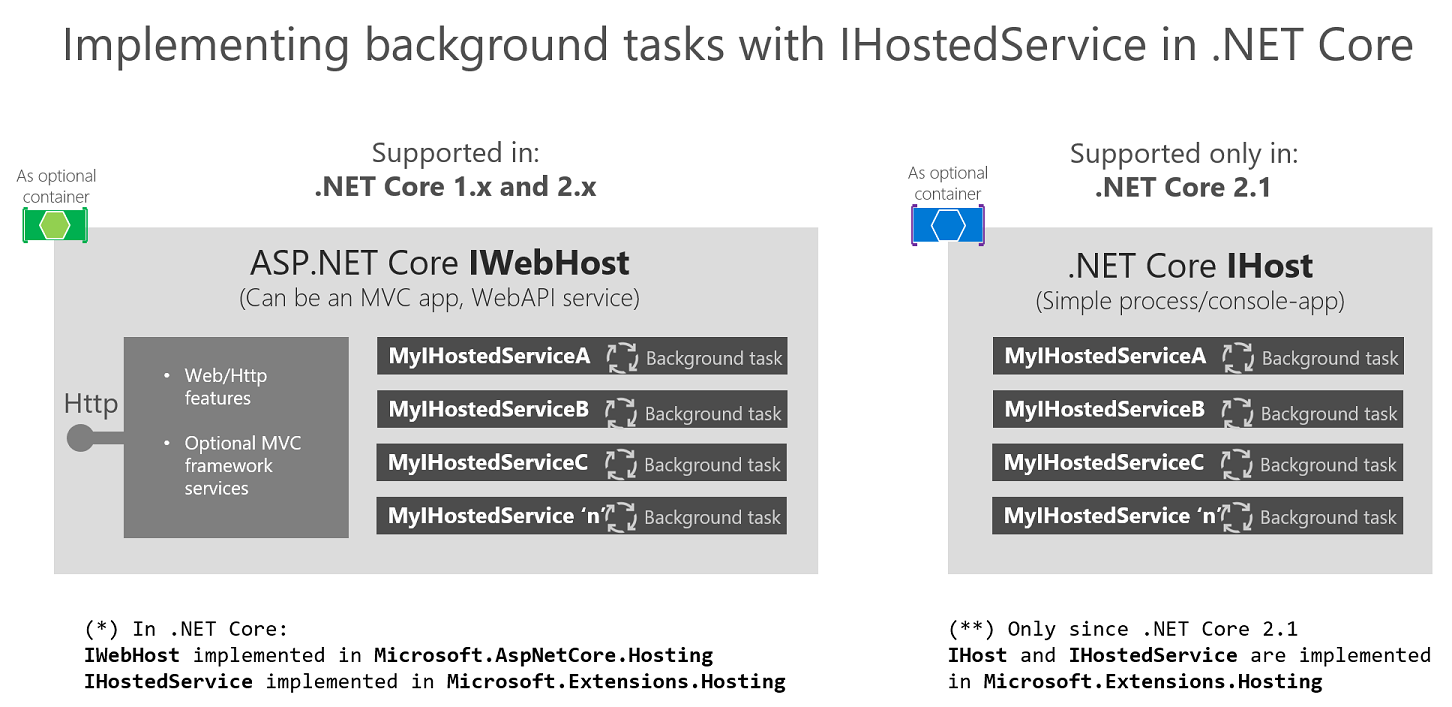 Implementing background tasks with IHostedService in .NET Core
Supported in:
.NET Core 1.x and 2.x
As optional
container
ASP.NET Core IWebHost
(Can be an MVC app, WebAPI service)
Http
• Web/Http
features
• Optional MVC
framework
services
MyIHostedServiceA Background task
MyIHostedServiceB Background task
MyIHostedServiceC Background task
MyIHostedService ‘n’ Background task
(*) In .NET Core:
IWebHost implemented in Microsoft.AspNetCore.Hosting
IHostedService implemented in Microsoft.Extensions.Hosting
Supported only in:
.NET Core 2.1
As optional
container
.NET Core IHost
(Simple process/console-app)
MyIHostedServiceA Background task
MyIHostedServiceB Background task
MyIHostedServiceC Background task
MyIHostedService ‘n’ Background task
(**) Only since .NET Core 2.1
IHost and IHostedService are implemented
in Microsoft.Extensions.Hosting